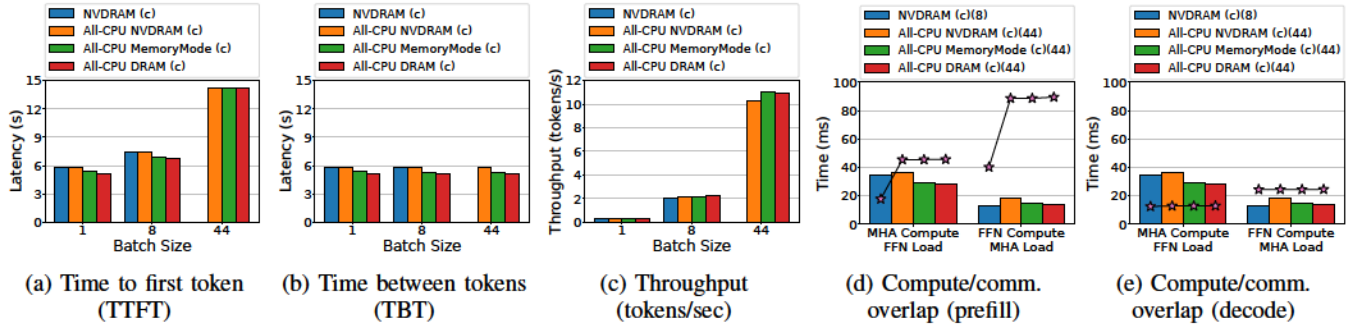 NVDRAM (c)
All-CPU NVDRAM (c)
All-CPU MemoryMode (c)
All-CPU DRAM (c)
Latency (s)
15
12
9
6
3
0
1 8 44
Batch Size
(a) Time to first token
(TTFT)
NVDRAM (c)
All-CPU NVDRAM (c)
All-CPU MemoryMode (c)
All-CPU DRAM (c)
Latency (s)
15
12
9
6
3
0
1 8 44
Batch Size
(b) Time between tokens
(TBT)
NVDRAM (c)
All-CPU NVDRAM (c)
All-CPU MemoryMode (c)
All-CPU DRAM (c)
Throughput (tokens/s)
12
10
8
6
4
2
0
1 8 44
Batch Size
(c) Throughput
(tokens/sec)
NVDRAM (c)(8)
All-CPU NVDRAM (c)(44)
All-CPU MemoryMode (c)(44)
All-CPU DRAM (c)(44)
Time (ms)
100
80
60
40
20
0
MHA Compute FFN Compute
FFN Load MHA Load
(d) Compute/comm.
overlap (prefill)
NVDRAM (c)(8)
All-CPU NVDRAM (c)(44)
All-CPU MemoryMode (c)(44)
All-CPU DRAM (c)(44)
Time (ms)
100
80
60
40
20
0
MHA Compute FFN Compute
FFN Load MHA Load
(e) Compute/comm.
overlap (decode)